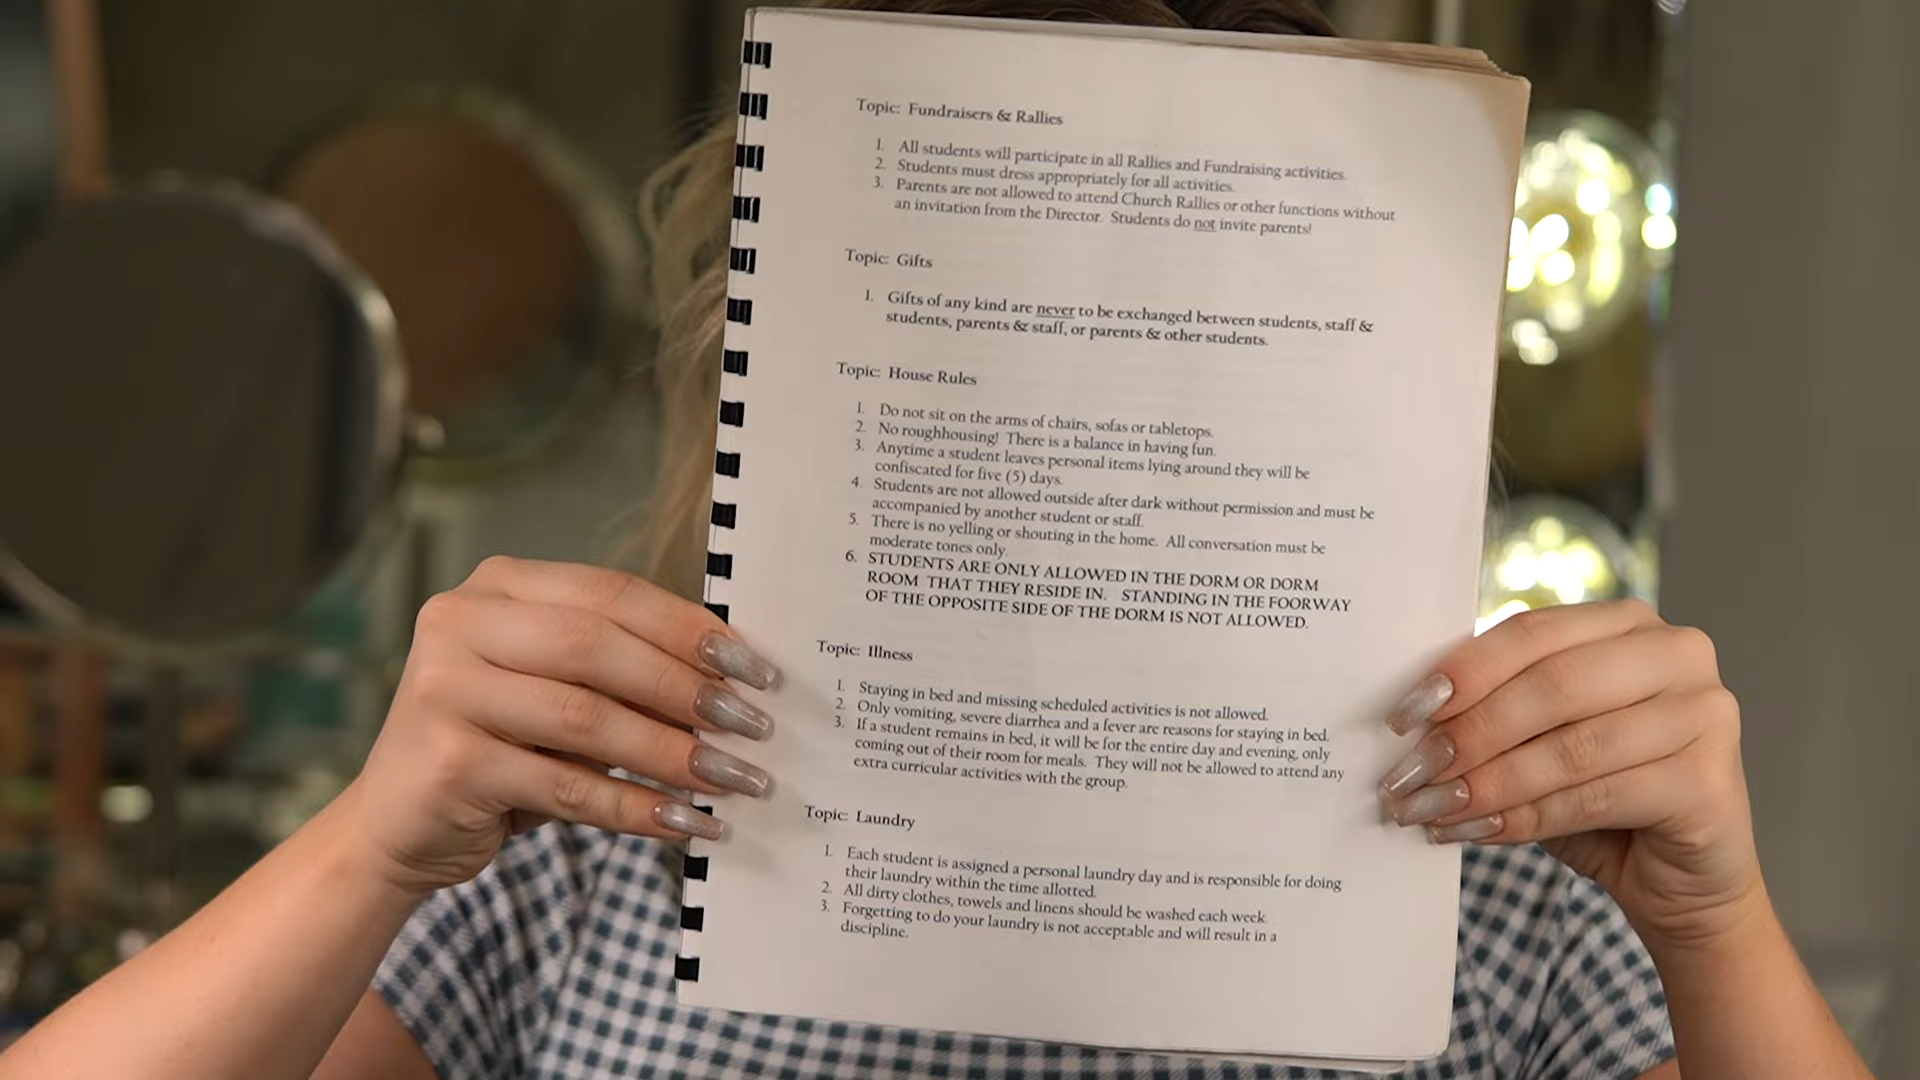 Topic: Fundraisers & Rallies
1. All students will participate in all Rallies and Fundraising activities.
2. Students must dress appropriately for all activities.
3. Parents are not allowed to attend Church Rallies or other functions without
an invitation from the Director. Students do not invite parents!
Topic: Gifts
1. Gifts of any kind are never to be exchanged between students, staff &
students, parents & staff, or parents & other students.
Topic: House Rules
1. Do not sit on the arms of chairs, sofas or tabletops.
2. No roughhousing! There is a balance in having fun.
3. Anytime a student leaves personal items lying around they will be
confiscated for five (5) days.
4. Students are not allowed outside after dark without permission and must be
accompanied by another student or staff.
5. There is no yelling or shouting in the home. All conversation must be
moderate tones only.
6. STUDENTS ARE ONLY ALLOWED IN THE DORM OR DORM
ROOM THAT THEY RESIDE IN. STANDING IN THE FOORWAY
OF THE OPPOSITE SIDE OF THE DORM IS NOT ALLOWED.
Topic: Illness
1. Staying in bed and missing scheduled activities is not allowed.
2. Only vomiting, severe diarrhea and a fever are reasons for staying in bed.
3. If a student remains in bed, it will be for the entire day and evening, only
coming out of their room for meals. They will not be allowed to attend any
extra curricular activities with the group.
Topic: Laundry
1. Each student is assigned a personal laundry day and is responsible for doing
their laundry within the time allotted.
2. All dirty clothes, towels and linens should be washed each week.
3. Forgetting to do your laundry is not acceptable and will result in a
discipline.